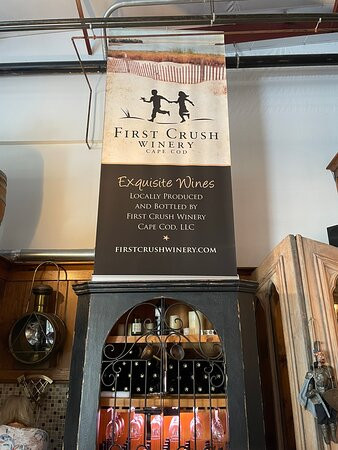 First Crush
Winery
Cape Cod
Exquisite Wines
Locally Produced
and Bottled by
First Crush Winery
Cape Cod, LLC
firstcrushwinery.com